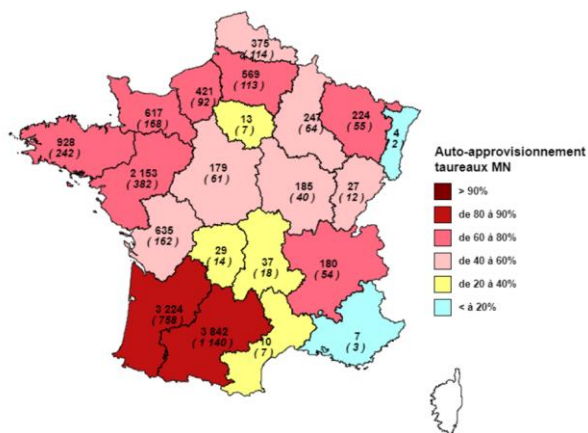 375
( 114 )
569
( 113 )
421
( 92 )
617
( 168 )
13
( 7 )
247
( 64 )
224
( 55 )
4
2
928
( 242 )
2 153
( 382 )
179
( 51 )
185
( 40 )
27
( 12 )
635
( 152 )
29
( 14 )
37
( 18 )
180
( 54 )
3 224
( 758 )
3 842
( 1 140 )
10
( 7 )
7
( 3 )
Auto-approvisionnement
taureaux MN
> 90%
de 80 à 90%
de 60 à 80%
de 40 à 60%
de 20 à 40%
< à 20%